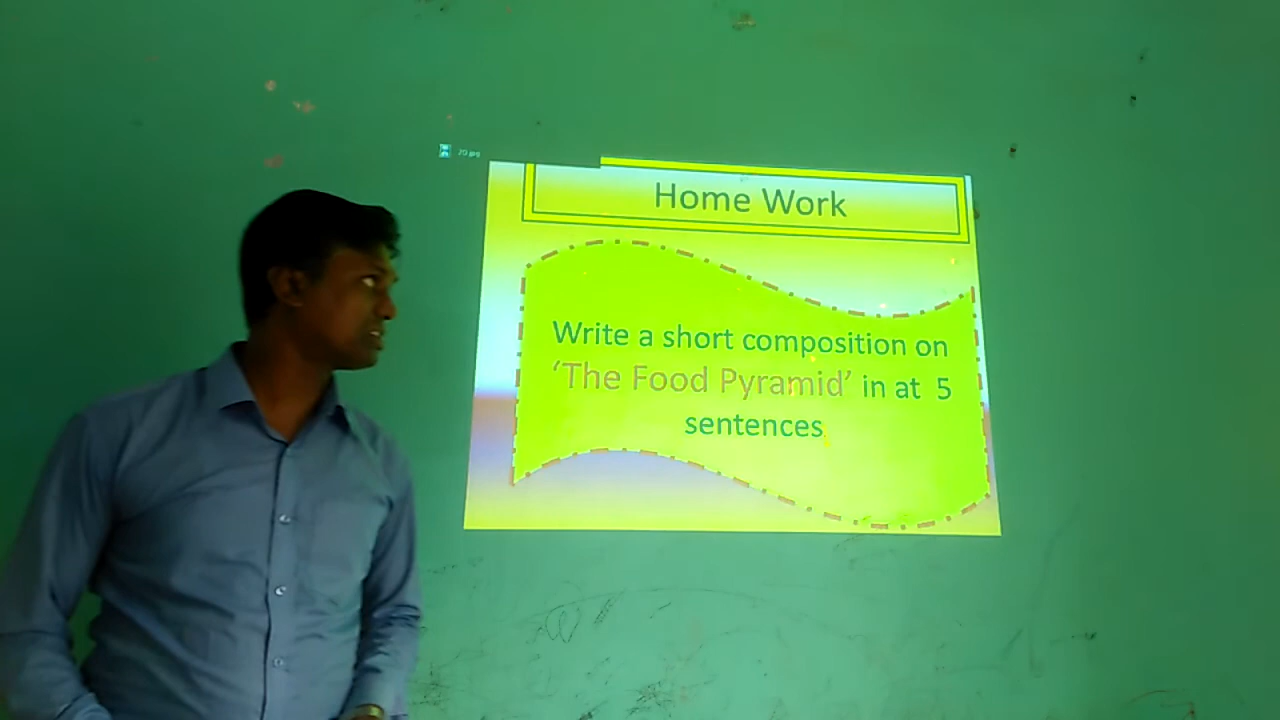 Home Work
Write a short composition on
‘The Food Pyramid’ in at 5
sentences